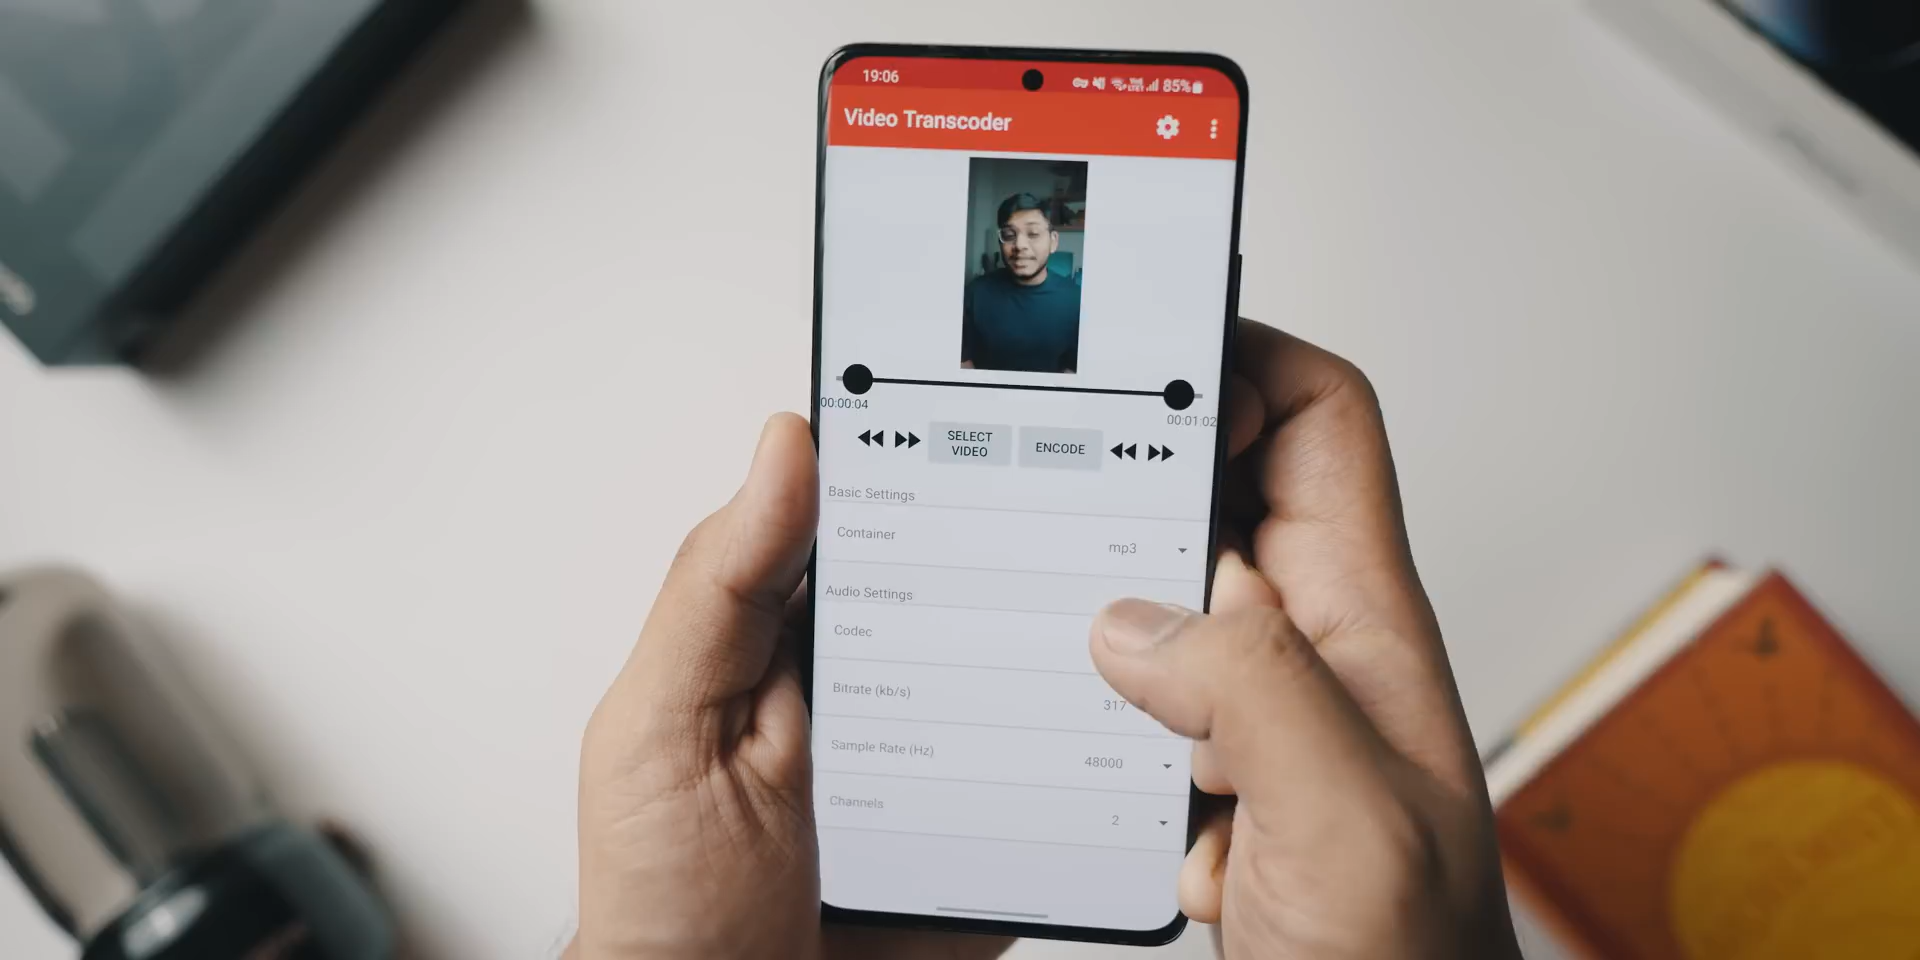 19:06
85%
Video Transcoder
00:00:04
00:01:02
SELECT
VIDEO
ENCODE
Basic Settings
Container
mp3
Audio Settings
Codec
Bitrate (kb/s)
317
Sample Rate (Hz)
48000
Channels
2